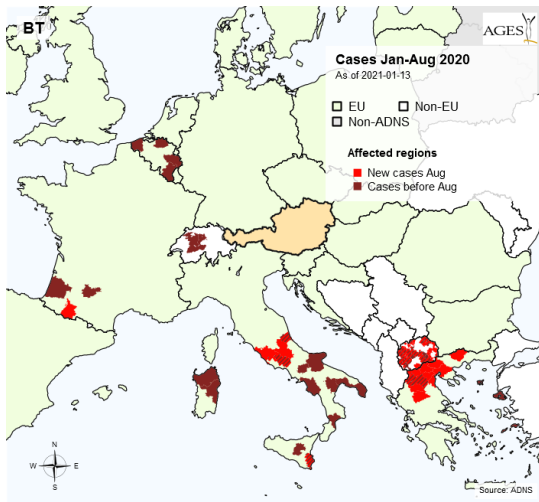 BT
AGES
Cases Jan-Aug 2020
As of 2021-01-13
EU Non-EU
Non-ADNS
Affected regions
New cases Aug
Cases before Aug
N
W E
S
Source: ADNS